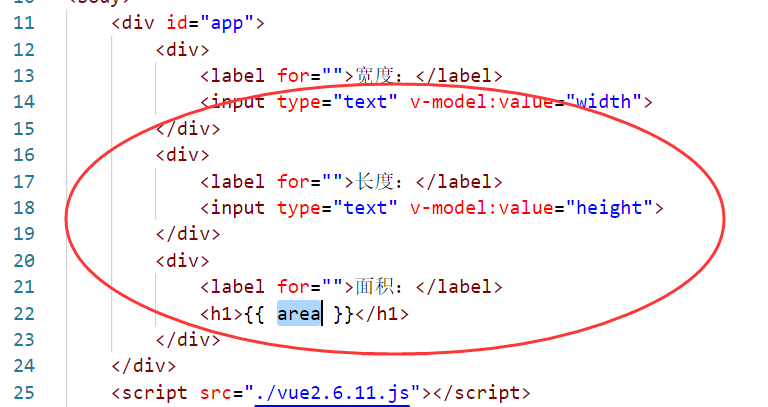 10 <body>
11 <div id="app">
12 <div>
13 <label for="">宽度：</label>
14 <input type="text" v-model:value="width">
15 </div>
16 <div>
17 <label for="">长度：</label>
18 <input type="text" v-model:value="height">
19 </div>
20 <div>
21 <label for="">面积：</label>
22 <h1>{{ area }}</h1>
23 </div>
24 </div>
25 <script src="./vue2.6.11.js"></script>